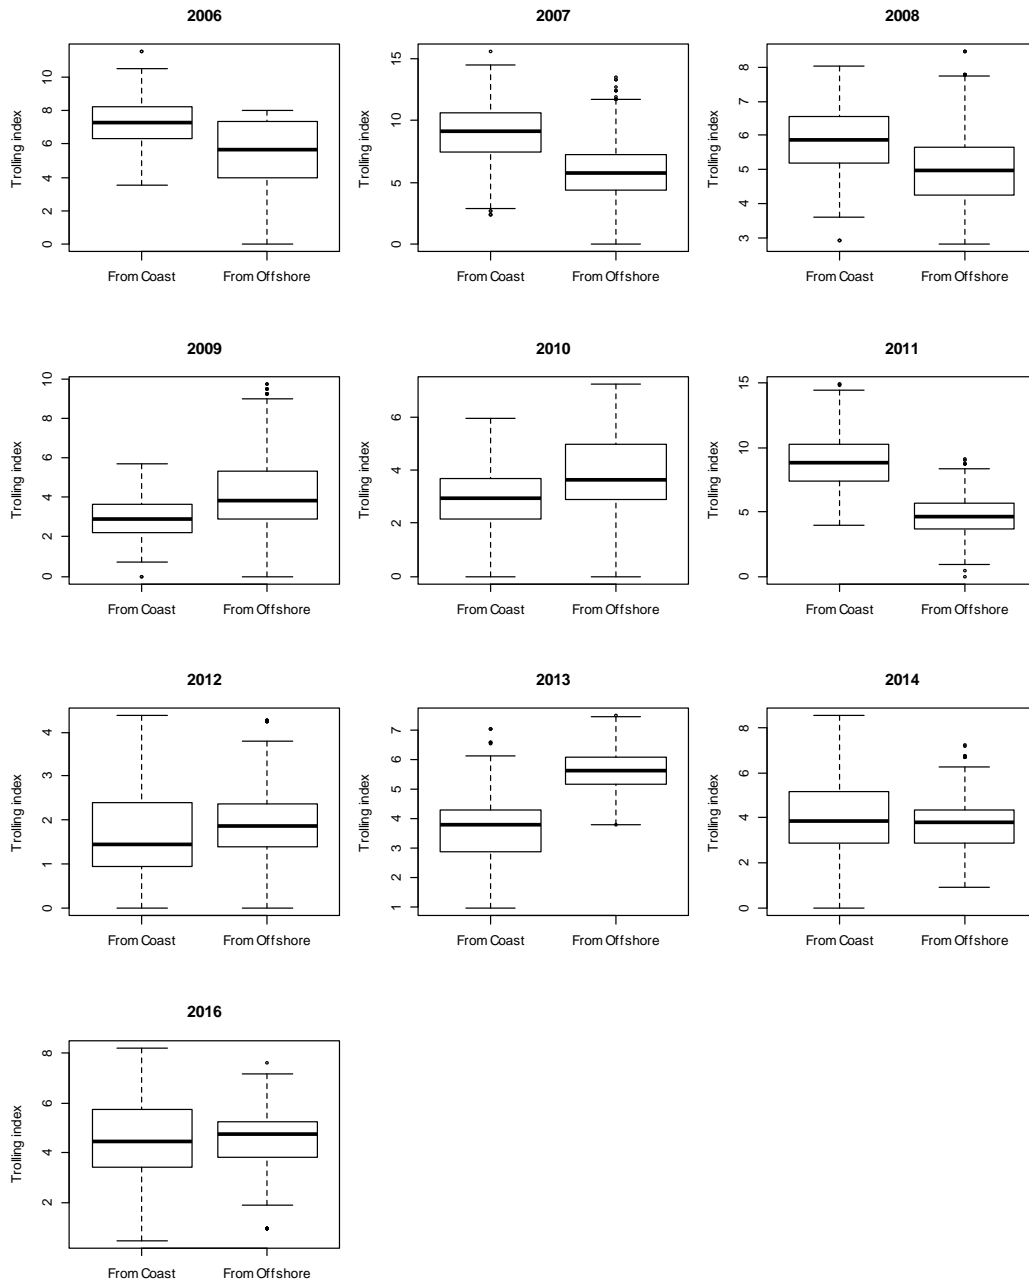 2006 2007 2008
Trolling index 0 2 4 6 8 10 From Coast From Offshore
Trolling index 0 5 10 15 From Coast From Offshore
Trolling index 3 4 5 6 7 8 From Coast From Offshore
2009 2010 2011
Trolling index 0 2 4 6 8 10 From Coast From Offshore
Trolling index 0 2 4 6 From Coast From Offshore
Trolling index 0 5 10 15 From Coast From Offshore
2012 2013 2014
Trolling index 0 1 2 3 4 From Coast From Offshore
Trolling index 1 2 3 4 5 6 7 From Coast From Offshore
Trolling index 0 2 4 6 8 From Coast From Offshore
2016
Trolling index 2 4 6 8 From Coast From Offshore